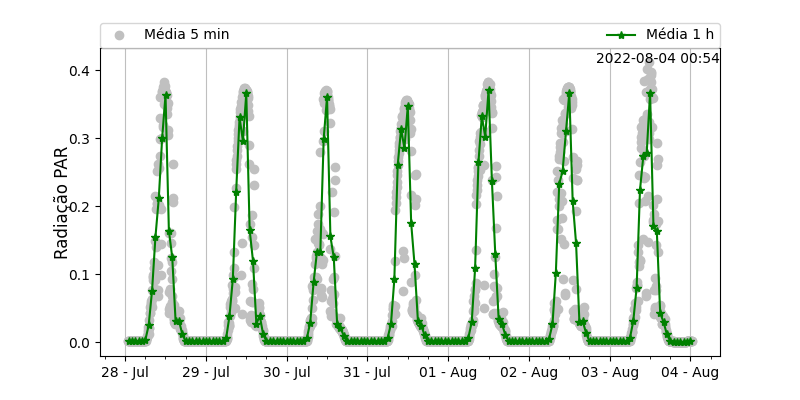 Média 5 min
Média 1 h
2022-08-04 00:54
Radiação PAR
0.4
0.3
0.2
0.1
0.0
28 - Jul
29 - Jul
30 - Jul
31 - Jul
01 - Aug
02 - Aug
03 - Aug
04 - Aug